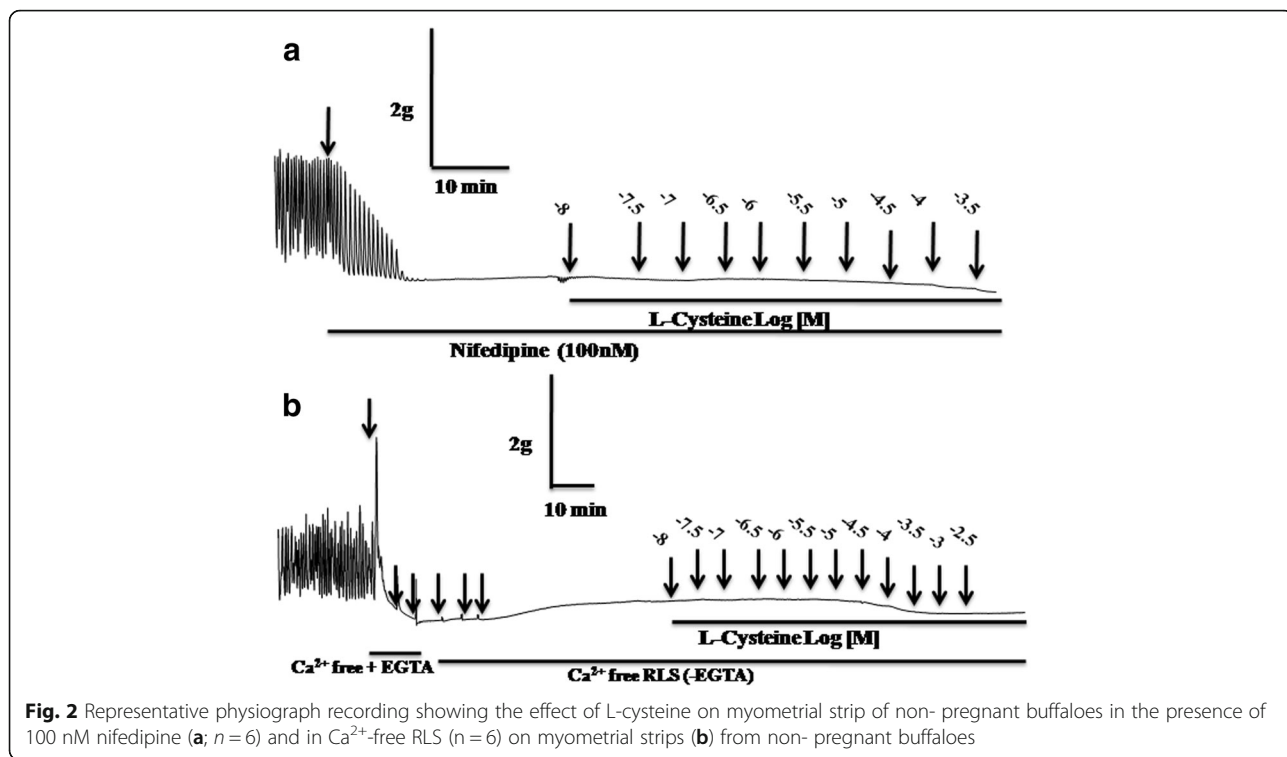 a
2g
10 min
-8
-7.5
-7
-6.5
-6
-5.5
-5
-4.5
-4
-3.5
L-Cysteine Log [M]
Nifedipine (100nM)
b
2g
10 min
-8
-7.5
-7
-6.5
-6
-5.5
-5
-4.5
-4
-3.5
-3
-2.5
L-Cysteine Log [M]
Ca²⁺ free + EGTA
Ca²⁺ free RLS (-EGTA)
Fig. 2 Representative physiograph recording showing the effect of L-cysteine on myometrial strip of non- pregnant buffaloes in the presence of
100 nM nifedipine (a; n = 6) and in Ca²⁺-free RLS (n = 6) on myometrial strips (b) from non- pregnant buffaloes